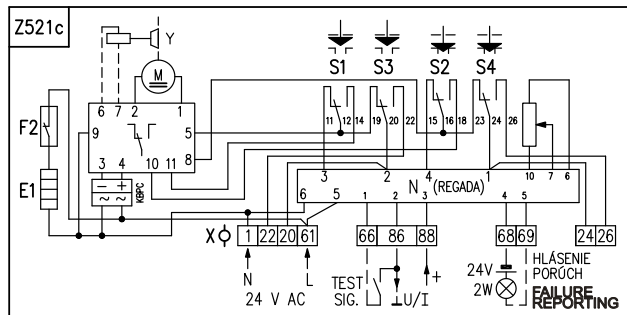 Z521c
Y
S1 S3 S2 S4
M
6 7 2 1
F2
9 5
11 12 14 19 20 22 15 16 18 23 24 26
8
3 4 10 11
10 7 6
E1
− +
~ ~
KBPC
3 2 4 1
N (REGADA)
6 5 1 2 3 4 5
X 1 22 20 61 66 86 88 68 69 24 26
N L
24 V AC
TEST
SIG.
U/I +
24V
2W
HLÁSENIE
PORÚCH
FAILURE
REPORTING